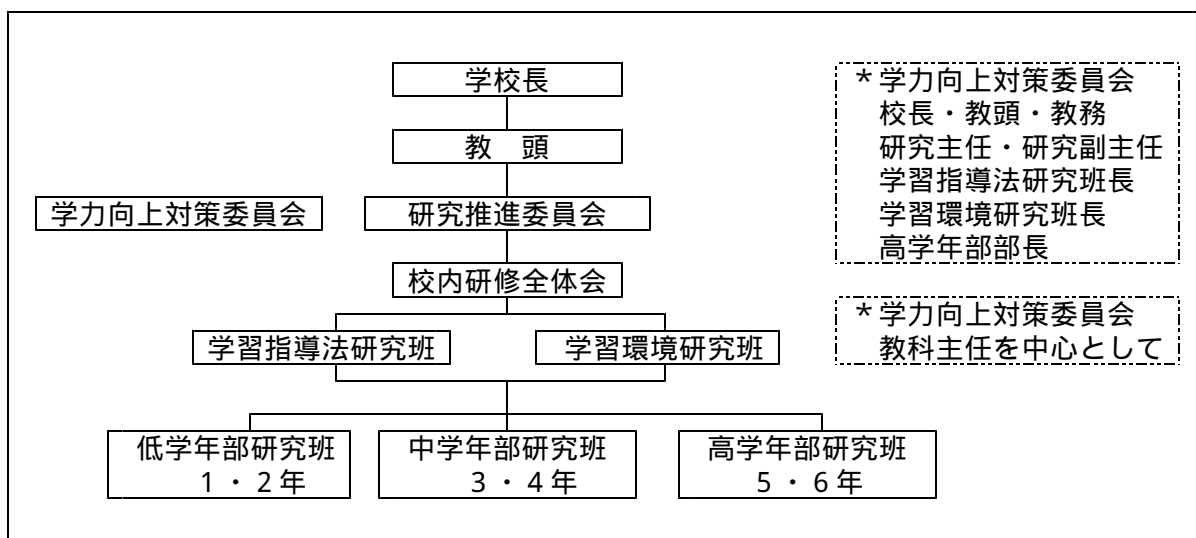 学校長
教　頭
学力向上対策委員会
研究推進委員会
校内研修全体会
学習指導法研究班
学習環境研究班
低学年部研究班
1・2年
中学年部研究班
3・4年
高学年部研究班
5・6年
*学力向上対策委員会
校長・教頭・教務
研究主任・研究副主任
学習指導法研究班長
学習環境研究班長
高学年部部長
*学力向上対策委員会
教科主任を中心として